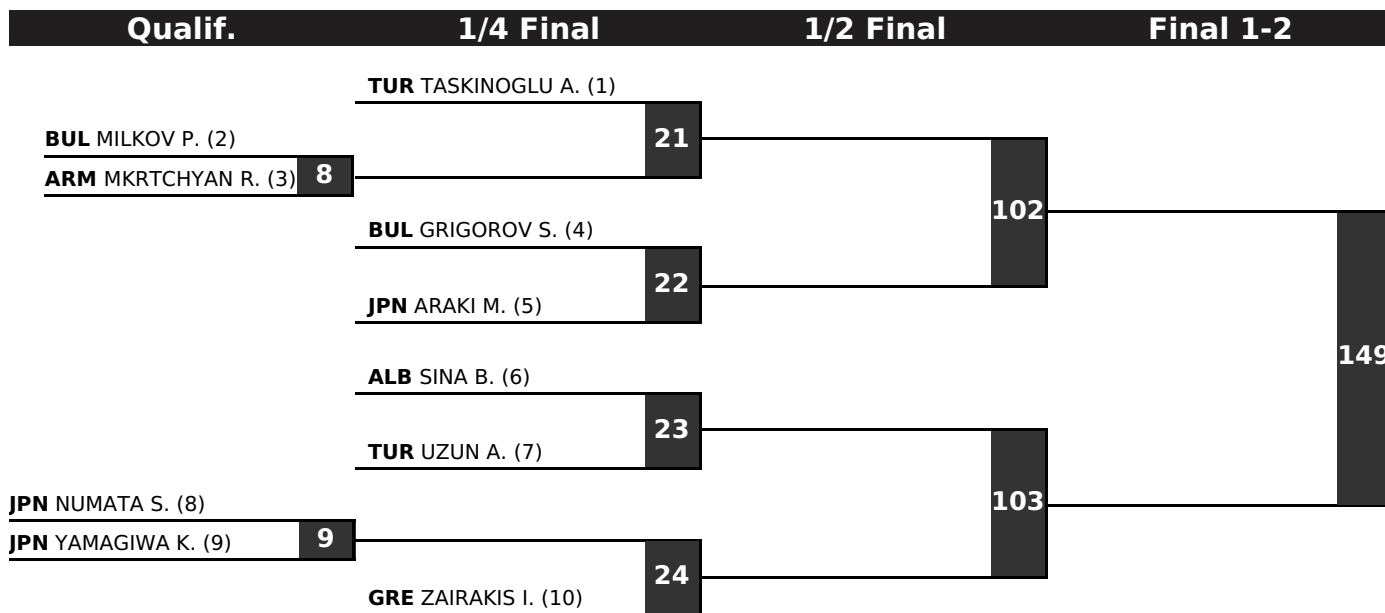 Qualif. 1/4 Final 1/2 Final Final 1-2
TUR TASKINOGLU A. (1)
21
BUL MILKOV P. (2)
8
ARM MKRTCHYAN R. (3)
102
BUL GRIGOROV S. (4)
22
JPN ARAKI M. (5)
149
ALB SINA B. (6)
23
TUR UZUN A. (7)
103
JPN NUMATA S. (8)
9
JPN YAMAGIWA K. (9)
24
GRE ZAIRAKIS I. (10)